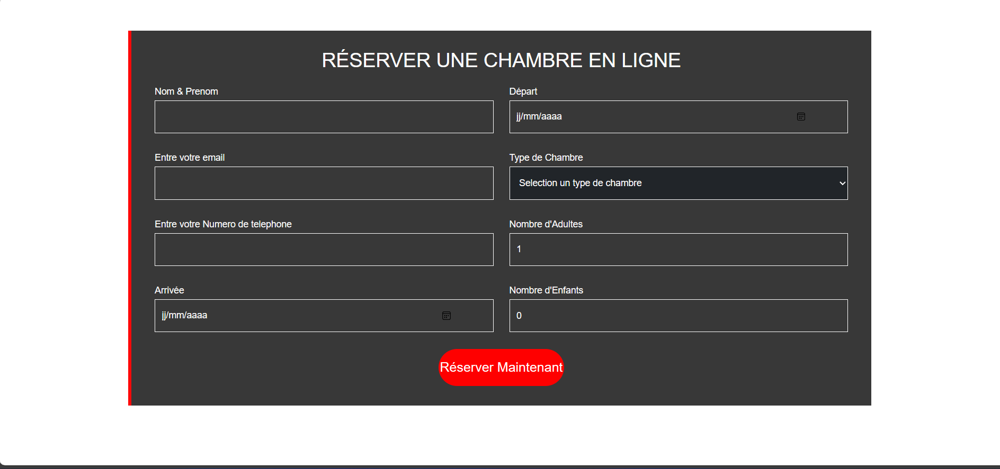 RÉSERVER UNE CHAMBRE EN LIGNE
Nom & Prenom
Départ
jj/mm/aaaa
Entre votre email
Type de Chambre
Selection un type de chambre
Entre votre Numero de telephone
Nombre d'Adultes
1
Arrivée
jj/mm/aaaa
Nombre d'Enfants
0
Réserver Maintenant